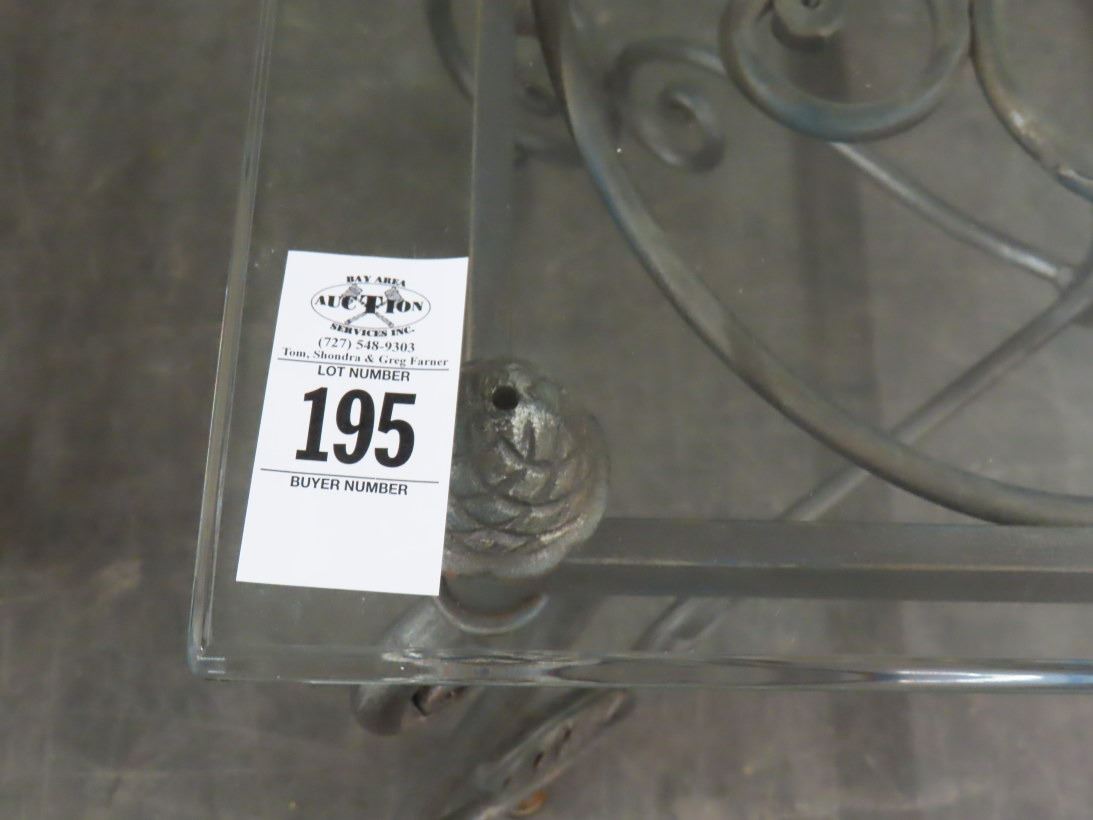 BAY AREA
AUCTION
SERVICES INC.
(727) 548-9303
Tom, Shondra & Greg Farner
LOT NUMBER
195
BUYER NUMBER